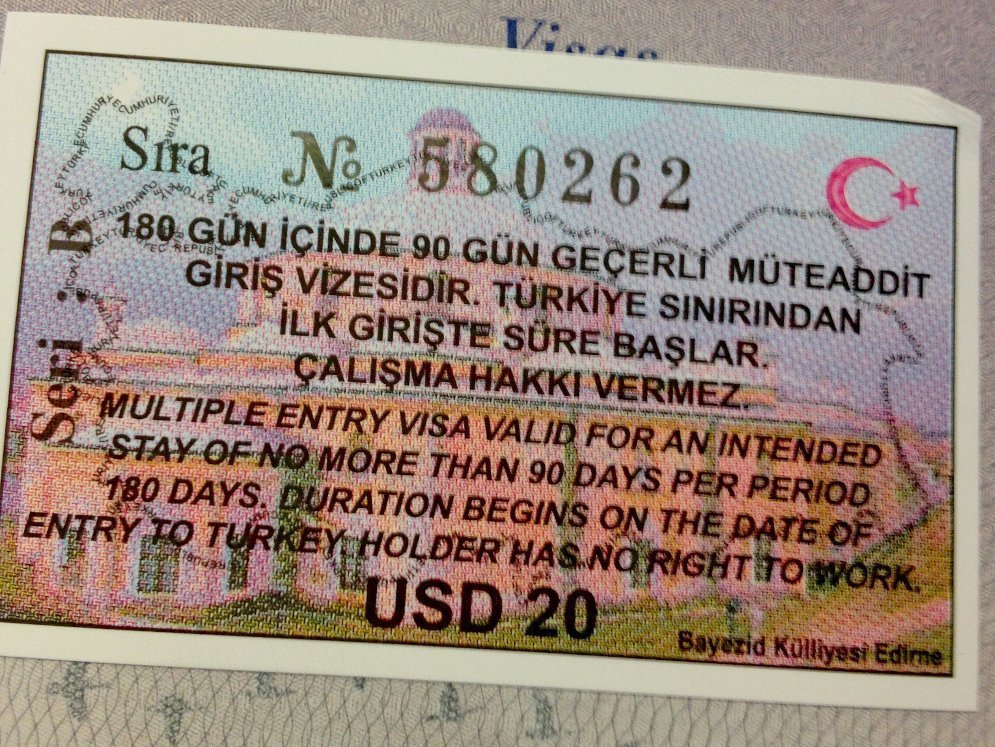 Visas
Sıra № 580262
Seri : B
180 GÜN İÇİNDE 90 GÜN GEÇERLİ MÜTEADDİT
GİRİŞ VİZESİDİR. TÜRKİYE SINIRINDAN
İLK GİRİŞTE SÜRE BAŞLAR.
ÇALIŞMA HAKKI VERMEZ.
MULTIPLE ENTRY VISA VALID FOR AN INTENDED
STAY OF NO MORE THAN 90 DAYS PER PERIOD
180 DAYS. DURATION BEGINS ON THE DATE OF
ENTRY TO TURKEY. HOLDER HAS NO RIGHT TO WORK.
USD 20
Bayezid Külliyesi Edirne